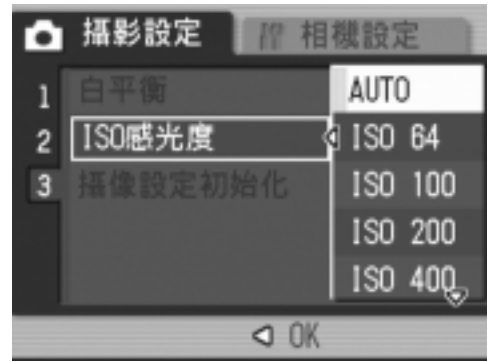 攝影設定 相機設定
1 白平衡 AUTO
2 ISO感光度 ISO 64
3 攝像設定初始化 ISO 100
ISO 200
ISO 400
OK